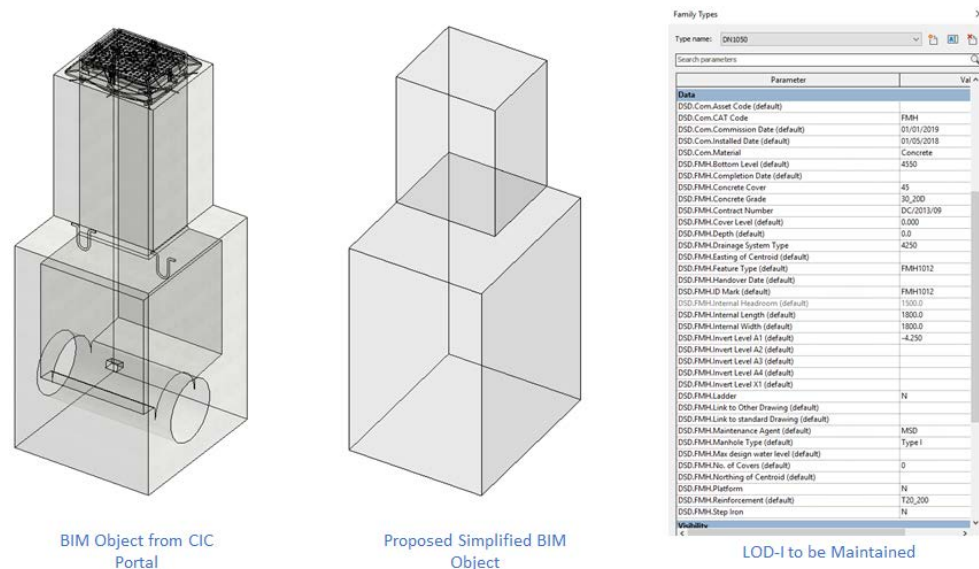 Family Types
Type name: DN1050
Search parameters
Parameter Val
Data
DSD.Com.Asset Code (default)
DSD.Com.CAT Code FMH
DSD.Com.Commission Date (default) 01/01/2019
DSD.Com.Installed Date (default) 01/05/2018
DSD.Com.Material Concrete
DSD.FMH.Bottom Level (default) 4550
DSD.FMH.Completion Date (default)
DSD.FMH.Concrete Cover 45
DSD.FMH.Concrete Grade 30_20D
DSD.FMH.Contract Number DC/2013/09
DSD.FMH.Cover Level (default) 0.000
DSD.FMH.Depth (default) 0.0
DSD.FMH.Drainage System Type 4250
DSD.FMH.Easting of Centroid (default)
DSD.FMH.Feature Type (default) FMH1012
DSD.FMH.Handover Date (default)
DSD.FMH.ID Mark (default) FMH1012
DSD.FMH.Internal Headroom (default) 1500.0
DSD.FMH.Internal Length (default) 1800.0
DSD.FMH.Internal Width (default) 1800.0
DSD.FMH.Invert Level A1 (default) -4.250
DSD.FMH.Invert Level A2 (default)
DSD.FMH.Invert Level A3 (default)
DSD.FMH.Invert Level A4 (default)
DSD.FMH.Invert Level X1 (default)
DSD.FMH.Ladder N
DSD.FMH.Link to Other Drawing (default)
DSD.FMH.Link to standard Drawing (default)
DSD.FMH.Maintenance Agent (default) MSD
DSD.FMH.Manhole Type (default) Type I
DSD.FMH.Max design water level (default)
DSD.FMH.No. of Covers (default) 0
DSD.FMH.Northing of Centroid (default)
DSD.FMH.Platform N
DSD.FMH.Reinforcement (default) T20_200
DSD.FMH.Step Iron N
Visibility
BIM Object from CIC
Portal
Proposed Simplified BIM
Object
LOD-I to be Maintained